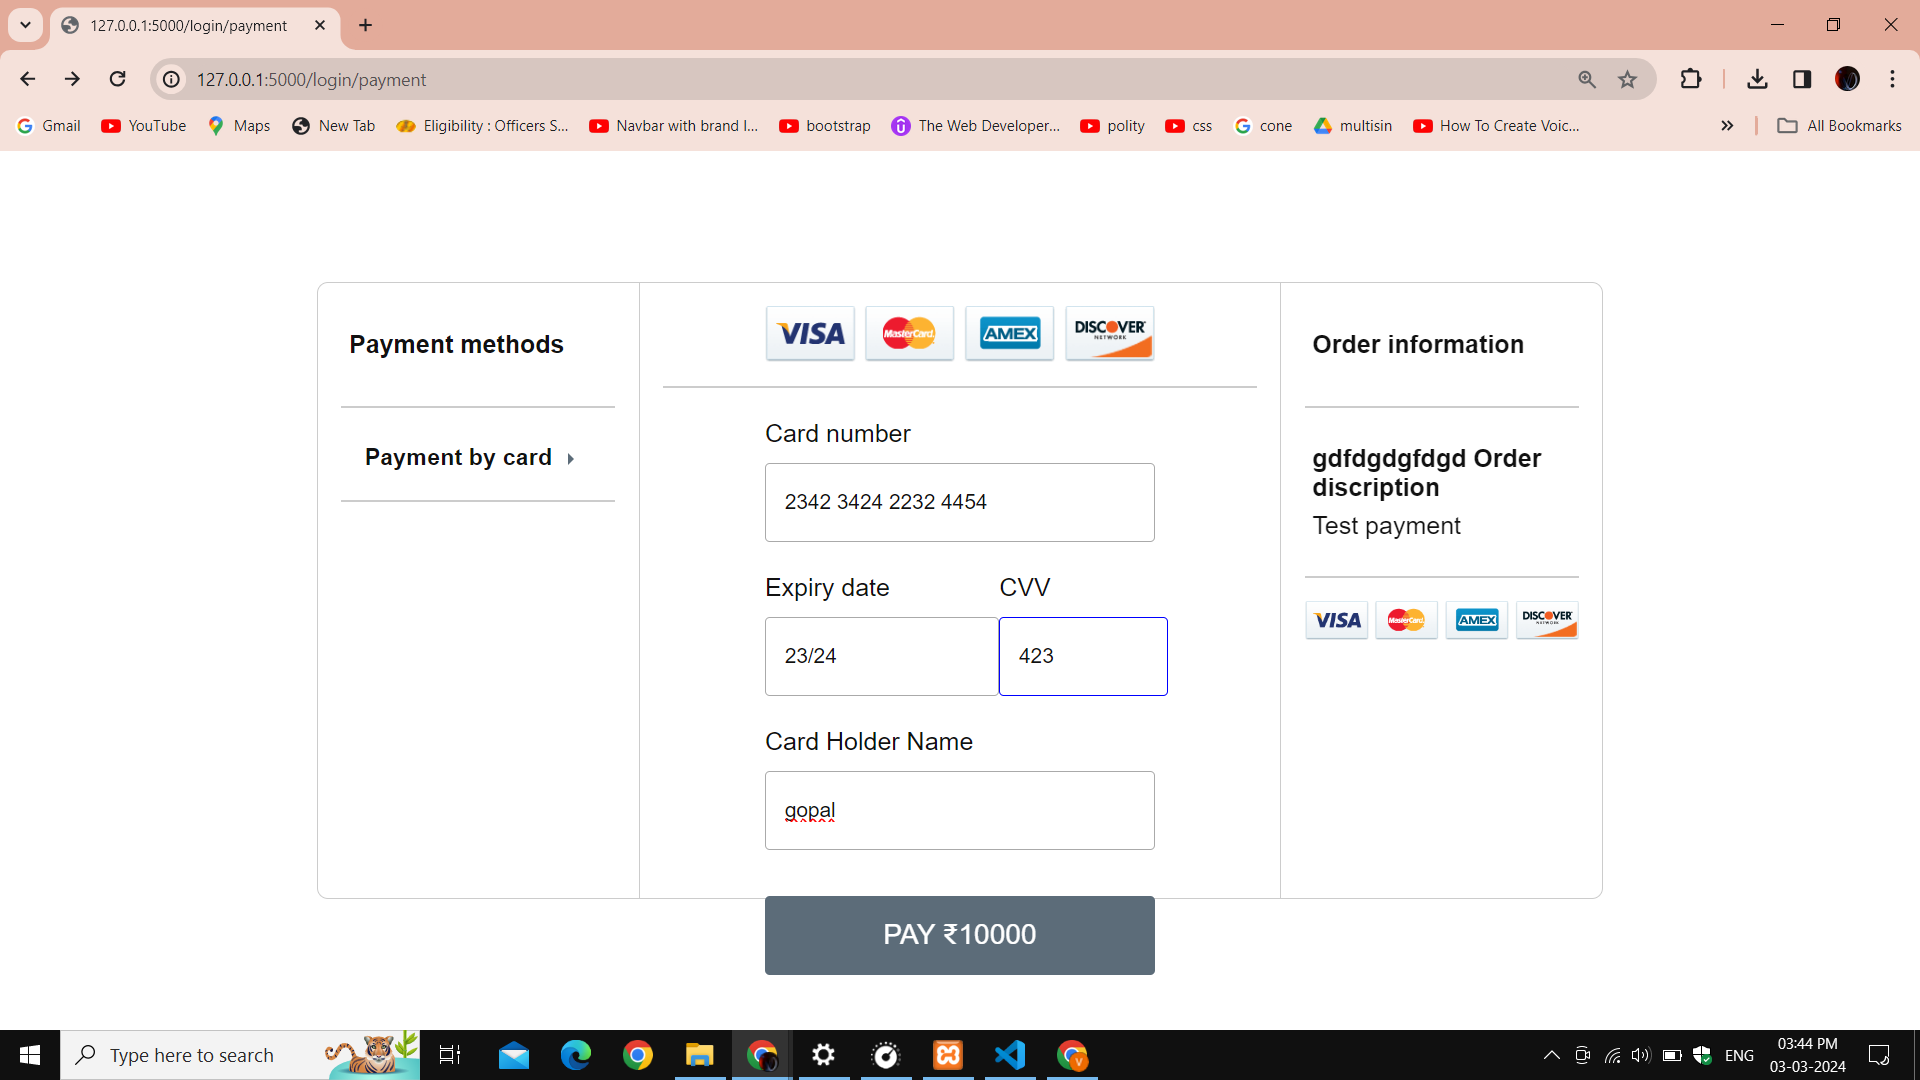 127.0.0.1:5000/login/payment
127.0.0.1:5000/login/payment
Gmail YouTube Maps New Tab Eligibility : Officers S... Navbar with brand I... bootstrap The Web Developer... polity css cone multisin How To Create Voic... All Bookmarks
Payment methods
Payment by card
VISA MasterCard AMEX DISCOVER NETWORK
Card number
2342 3424 2232 4454
Expiry date CVV
23/24 423
Card Holder Name
gopal
PAY ₹10000
Order information
gdfdgdgfdgd Order
discription
Test payment
VISA MasterCard AMEX DISCOVER NETWORK
Type here to search
ENG
03:44 PM
03-03-2024